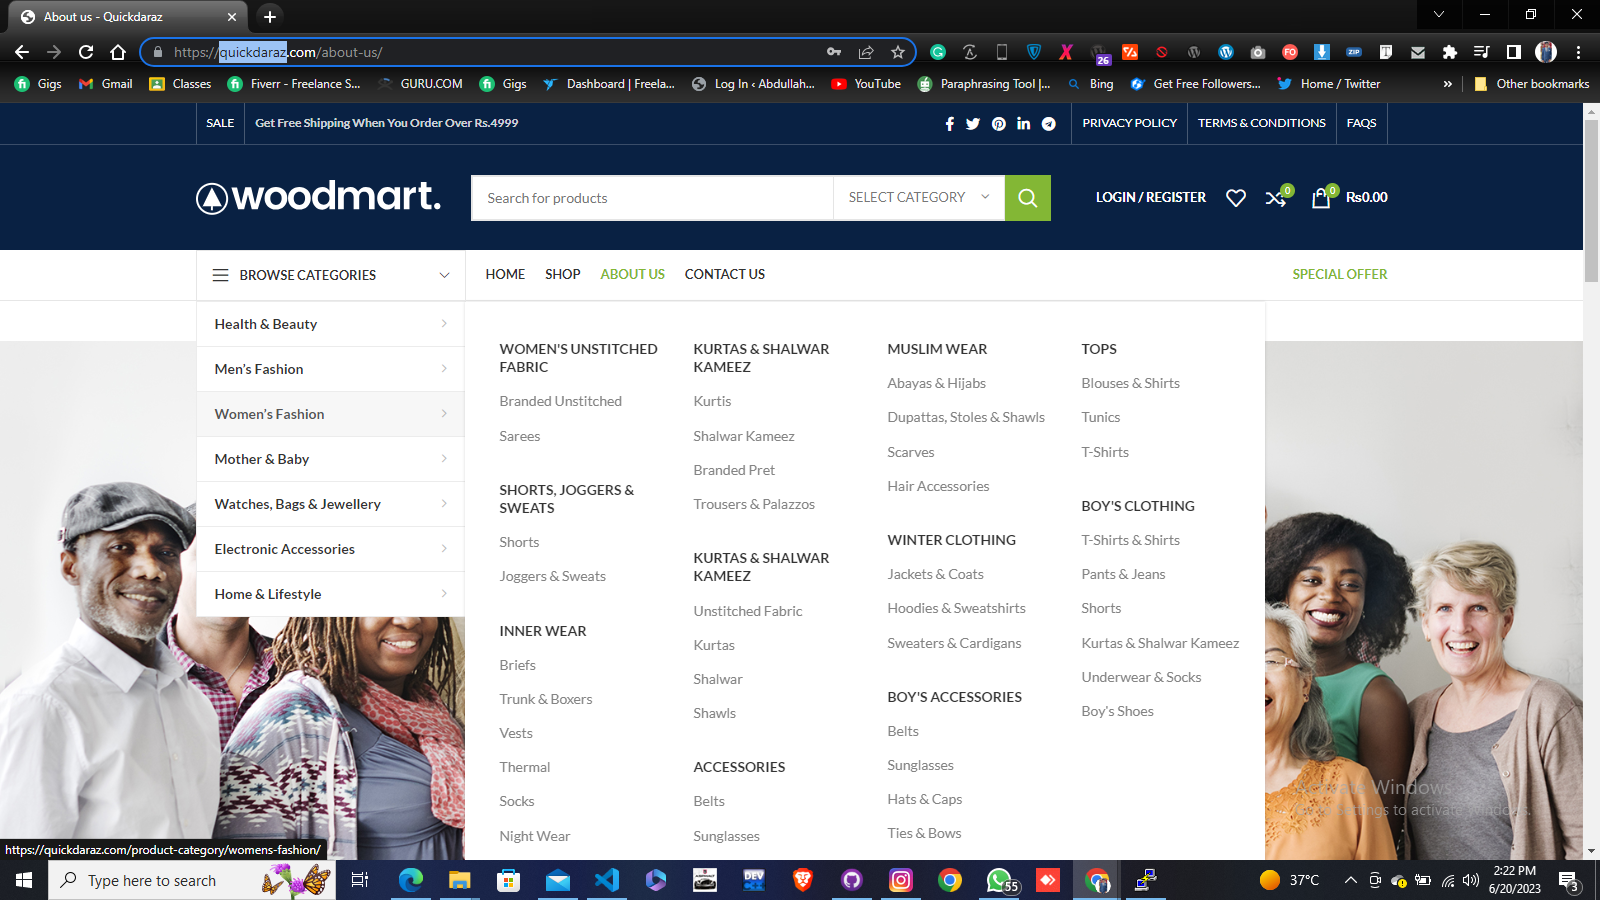 About us - Quickdaraz
https://quickdaraz.com/about-us/
26
Gigs
Gmail
Classes
Fiverr - Freelance S...
GURU.COM
Gigs
Dashboard | Freela...
Log In ‹ Abdullah...
YouTube
Paraphrasing Tool |...
Bing
Get Free Followers...
Home / Twitter
»
Other bookmarks
SALE
Get Free Shipping When You Order Over Rs.4999
PRIVACY POLICY
TERMS & CONDITIONS
FAQS
woodmart.
Search for products
SELECT CATEGORY
LOGIN / REGISTER
0
0
₨0.00
BROWSE CATEGORIES
HOME
SHOP
ABOUT US
CONTACT US
SPECIAL OFFER
Health & Beauty
Men's Fashion
Women's Fashion
Mother & Baby
Watches, Bags & Jewellery
Electronic Accessories
Home & Lifestyle
WOMEN'S UNSTITCHED
FABRIC
Branded Unstitched
Sarees
SHORTS, JOGGERS &
SWEATS
Shorts
Joggers & Sweats
INNER WEAR
Briefs
Trunk & Boxers
Vests
Thermal
Socks
Night Wear
KURTAS & SHALWAR
KAMEEZ
Kurtis
Shalwar Kameez
Branded Pret
Trousers & Palazzos
KURTAS & SHALWAR
KAMEEZ
Unstitched Fabric
Kurtas
Shalwar
Shawls
ACCESSORIES
Belts
Sunglasses
MUSLIM WEAR
Abayas & Hijabs
Dupattas, Stoles & Shawls
Scarves
Hair Accessories
WINTER CLOTHING
Jackets & Coats
Hoodies & Sweatshirts
Sweaters & Cardigans
BOY'S ACCESSORIES
Belts
Sunglasses
Hats & Caps
Ties & Bows
TOPS
Blouses & Shirts
Tunics
T-Shirts
BOY'S CLOTHING
T-Shirts & Shirts
Pants & Jeans
Shorts
Kurtas & Shalwar Kameez
Underwear & Socks
Boy's Shoes
Activate Windows
Go to Settings to activate Windows.
https://quickdaraz.com/product-category/womens-fashion/
Type here to search
DEV
55
37°C
2:22 PM
6/20/2023
3